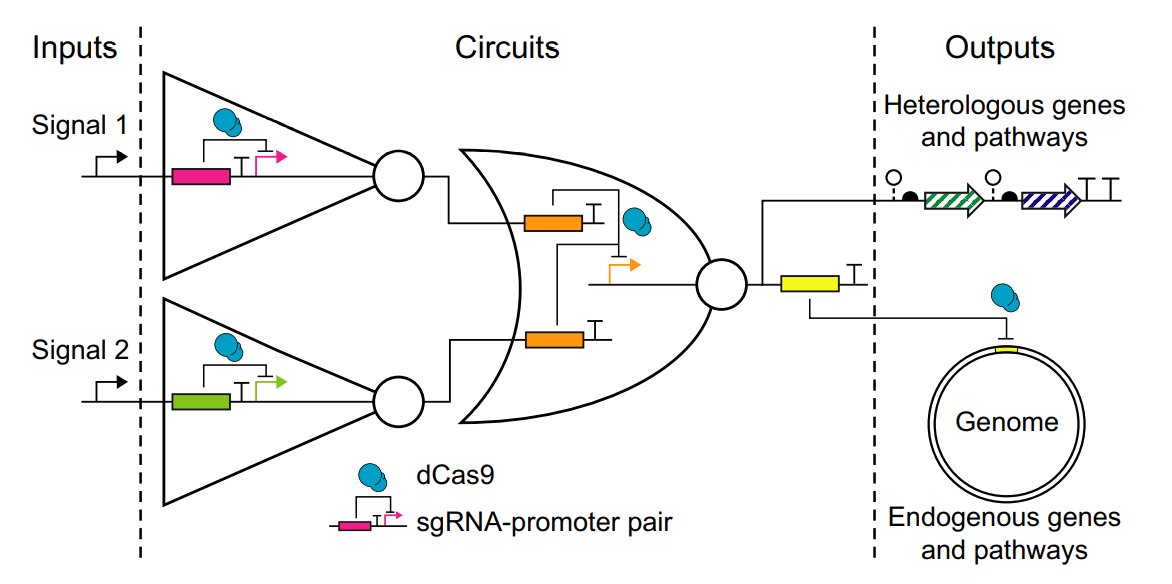 Inputs
Circuits
Outputs
Signal 1
Heterologous genes
and pathways
Signal 2
Genome
dCas9
sgRNA-promoter pair
Endogenous genes
and pathways